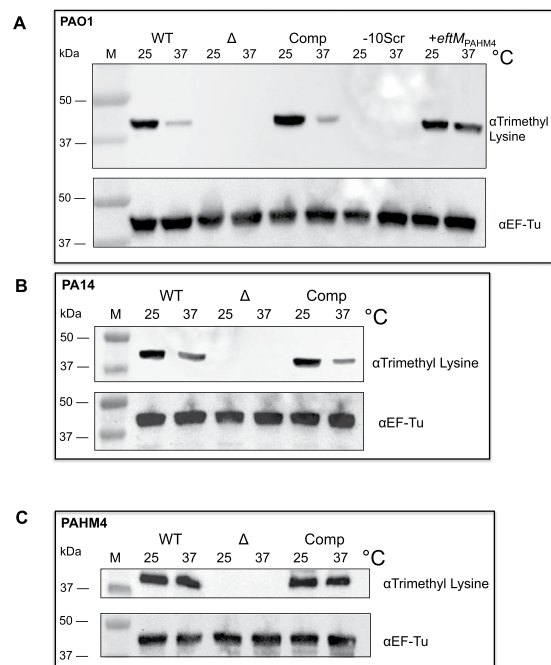 A
PAO1
WT Δ Comp -10Scr +eftM PAHM4
kDa M 25 37 25 37 25 37 25 37 25 37 °C
50 —
37 —
αTrimethyl
Lysine
50 —
37 —
αEF-Tu
B
PA14
WT Δ Comp
kDa M 25 37 25 37 25 37 °C
50 —
37 —
αTrimethyl Lysine
50 —
37 —
αEF-Tu
C
PAHM4
WT Δ Comp
kDa M 25 37 25 37 25 37 °C
37 —
αTrimethyl Lysine
50 —
37 —
αEF-Tu